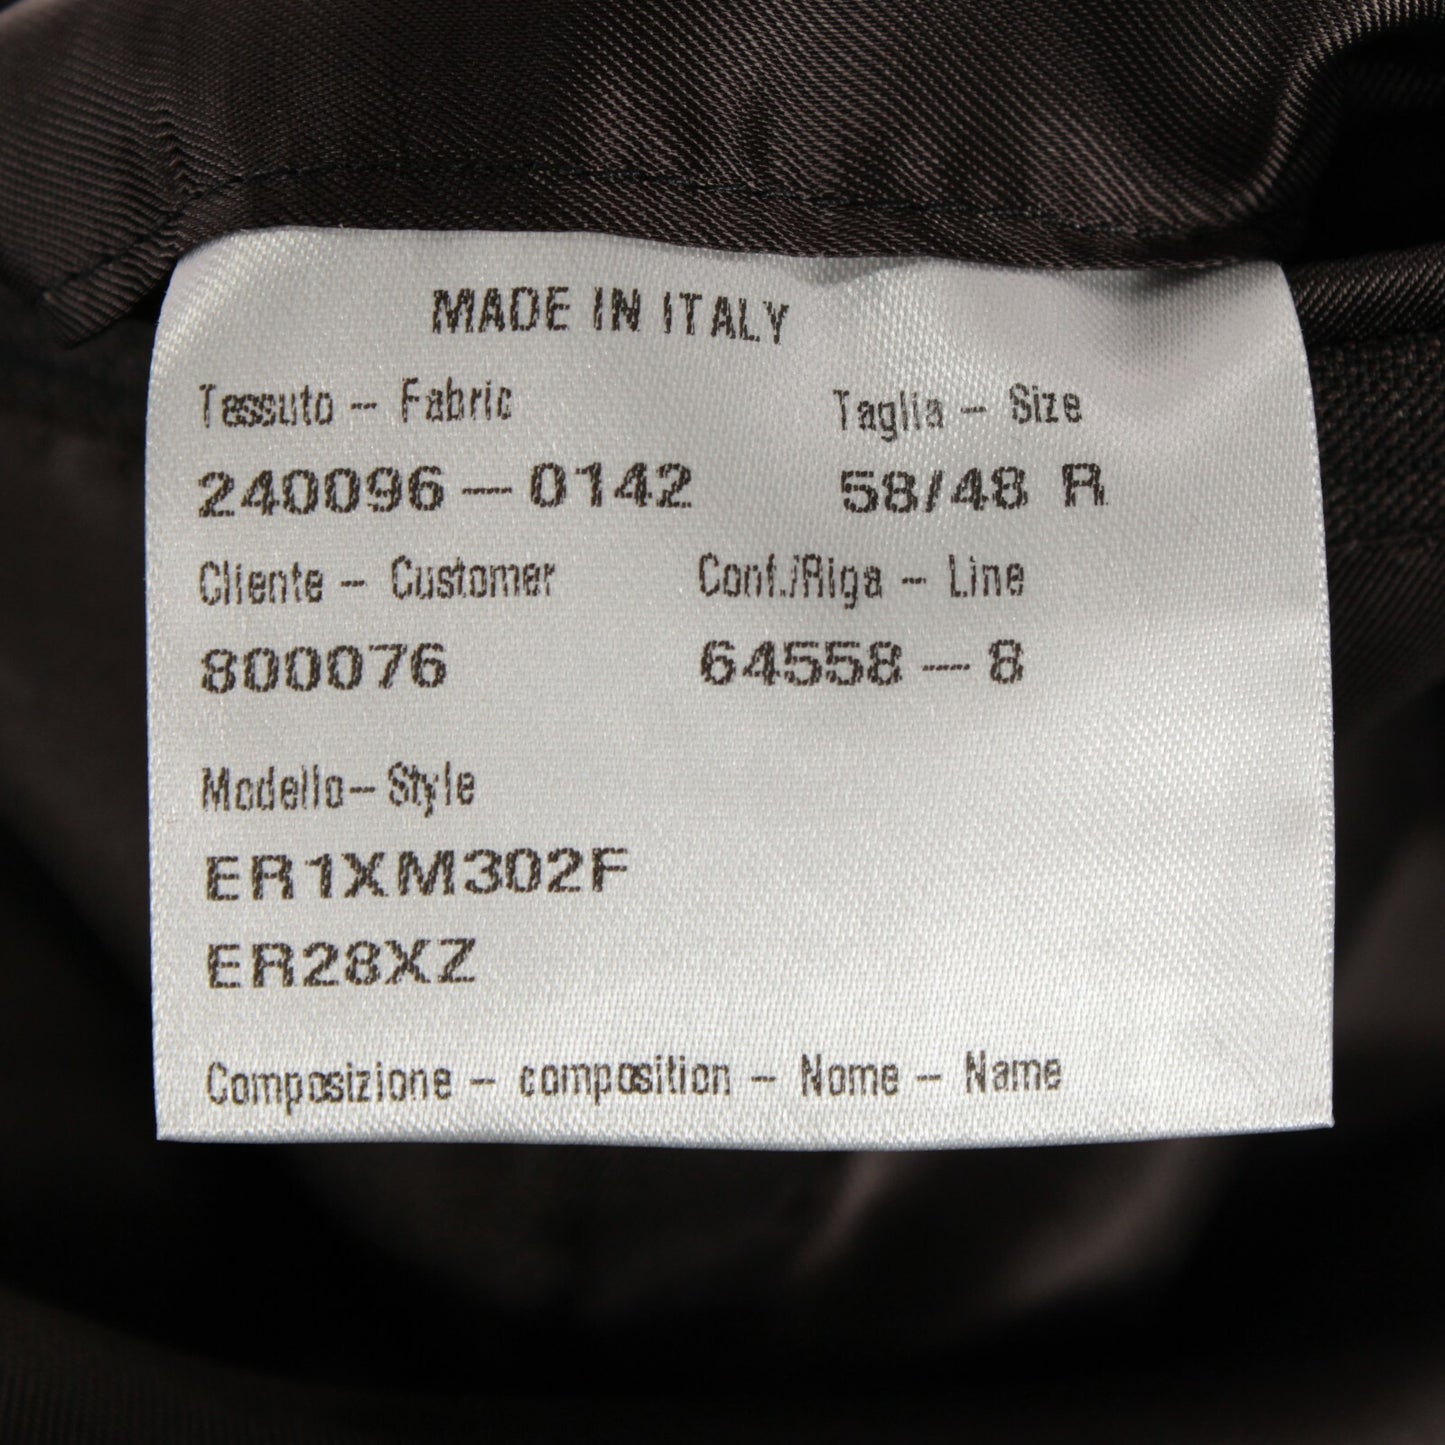 MADE IN ITALY
Tessuto - Fabric Taglia - Size
240096-0142 58/48 R
Cliente - Customer Conf./Riga - Line
800076 64558-8
Modello-Style
ER1XM302F
ER28XZ
Composizione - composition - Nome - Name